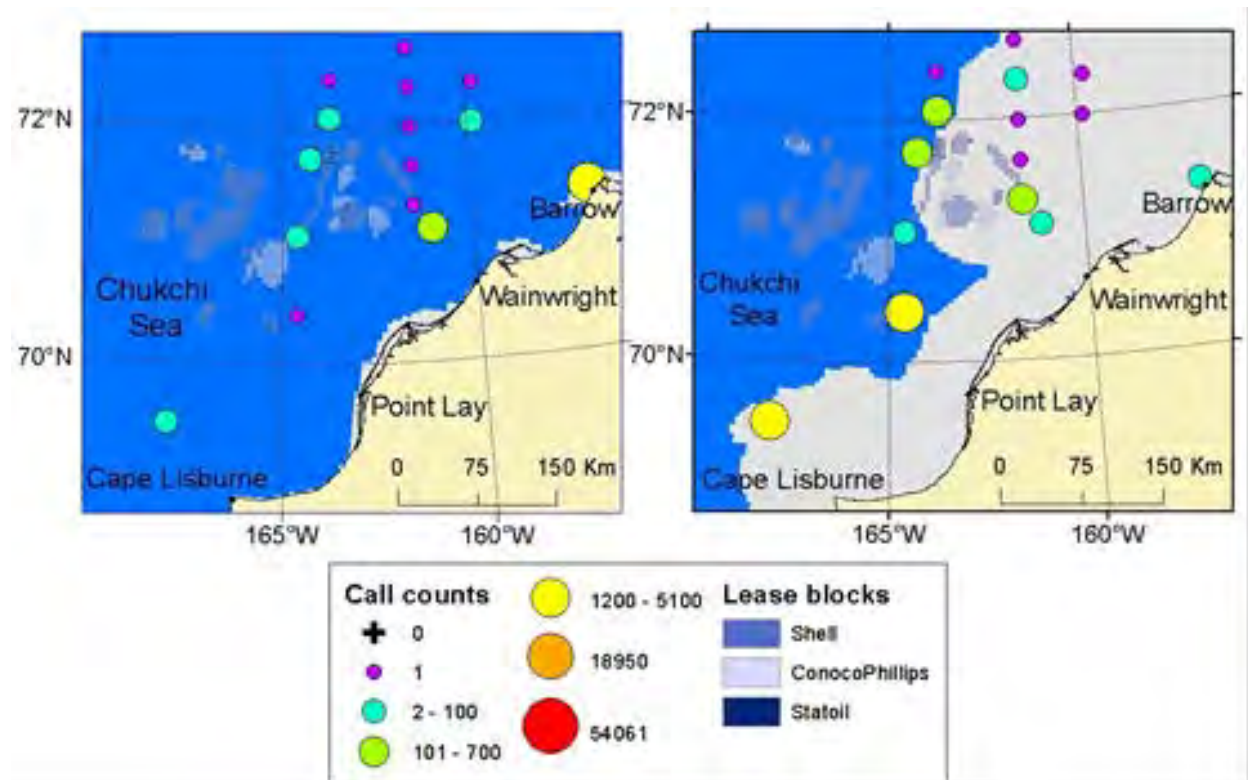 72°N
Barrow
Chukchi
Sea
Wainwright
70°N
Point Lay
0 75 150 Km
Cape Lisburne
165°W 160°W
72°N
Barrow
Chukchi
Sea
Wainwright
70°N
Point Lay
0 75 150 Km
Cape Lisburne
165°W 160°W
Call counts
0
1
2 - 100
101 - 700
1200 - 5100
18950
54061
Lease blocks
Shell
ConocoPhillips
Statoil